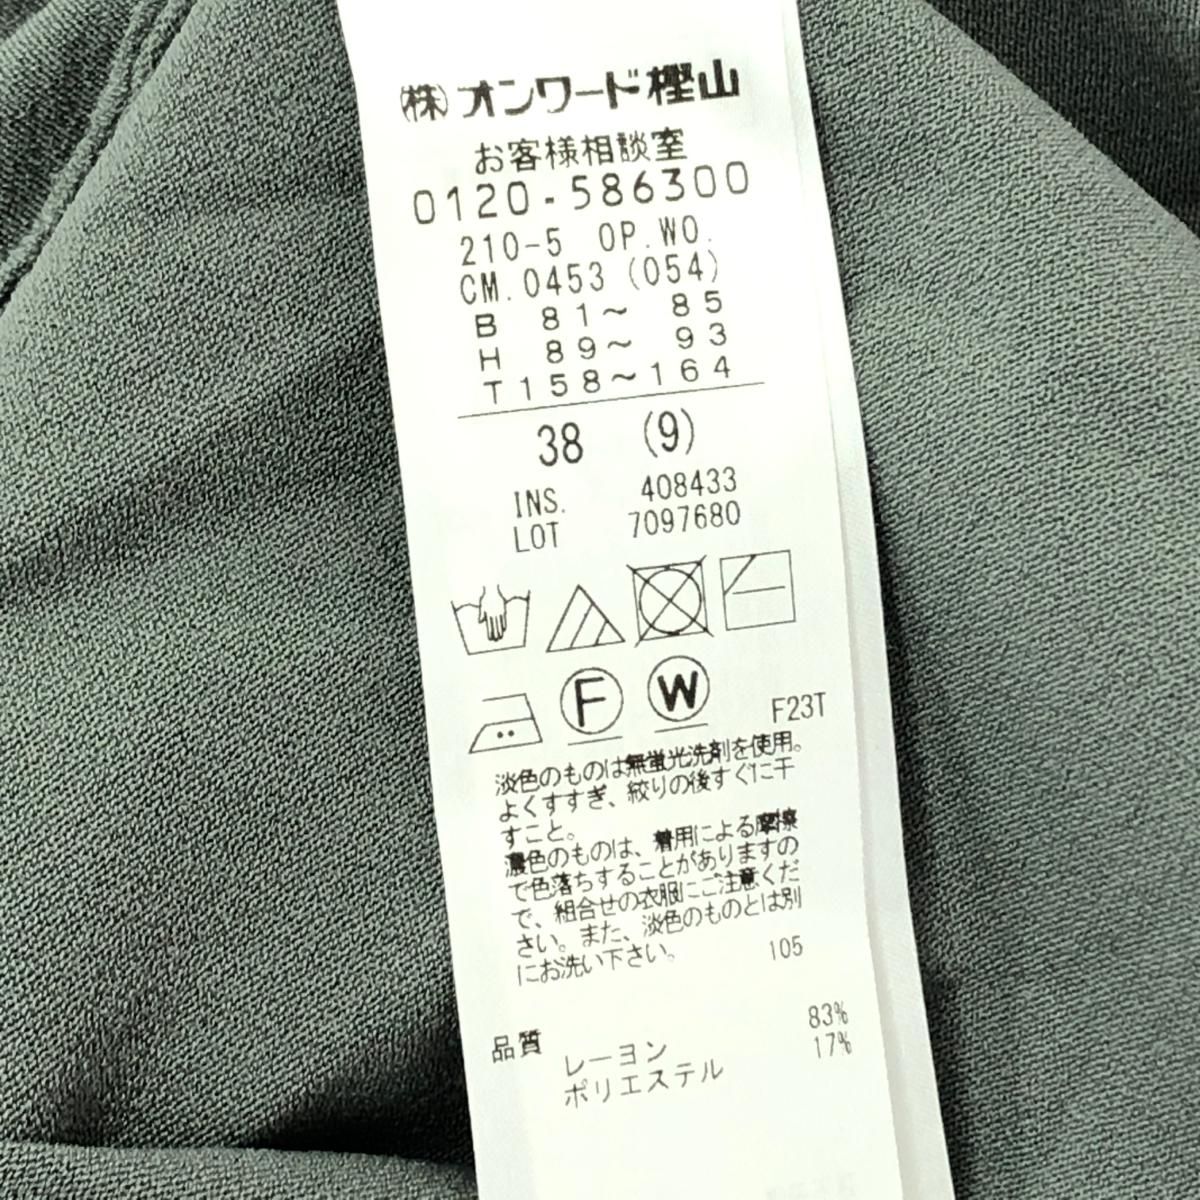 (株)オンワード樫山
お客様相談室
0120-586300
210-5 OP.WO.
CM.0453 (054)
B 81～ 85
H 89～ 93
T158～164
38 (9)
INS. 408433
LOT 7097680
F W F23T
淡色のものは無蛍光洗剤を使用。
よくすすぎ、絞りの後すぐに干
すこと。
濃色のものは、着用による摩擦
で色落ちすることがありますの
で、組合せの衣服にご注意くだ
さい。また、淡色のものとは別
にお洗い下さい。 105
品質 レーヨン 83%
ポリエステル 17%